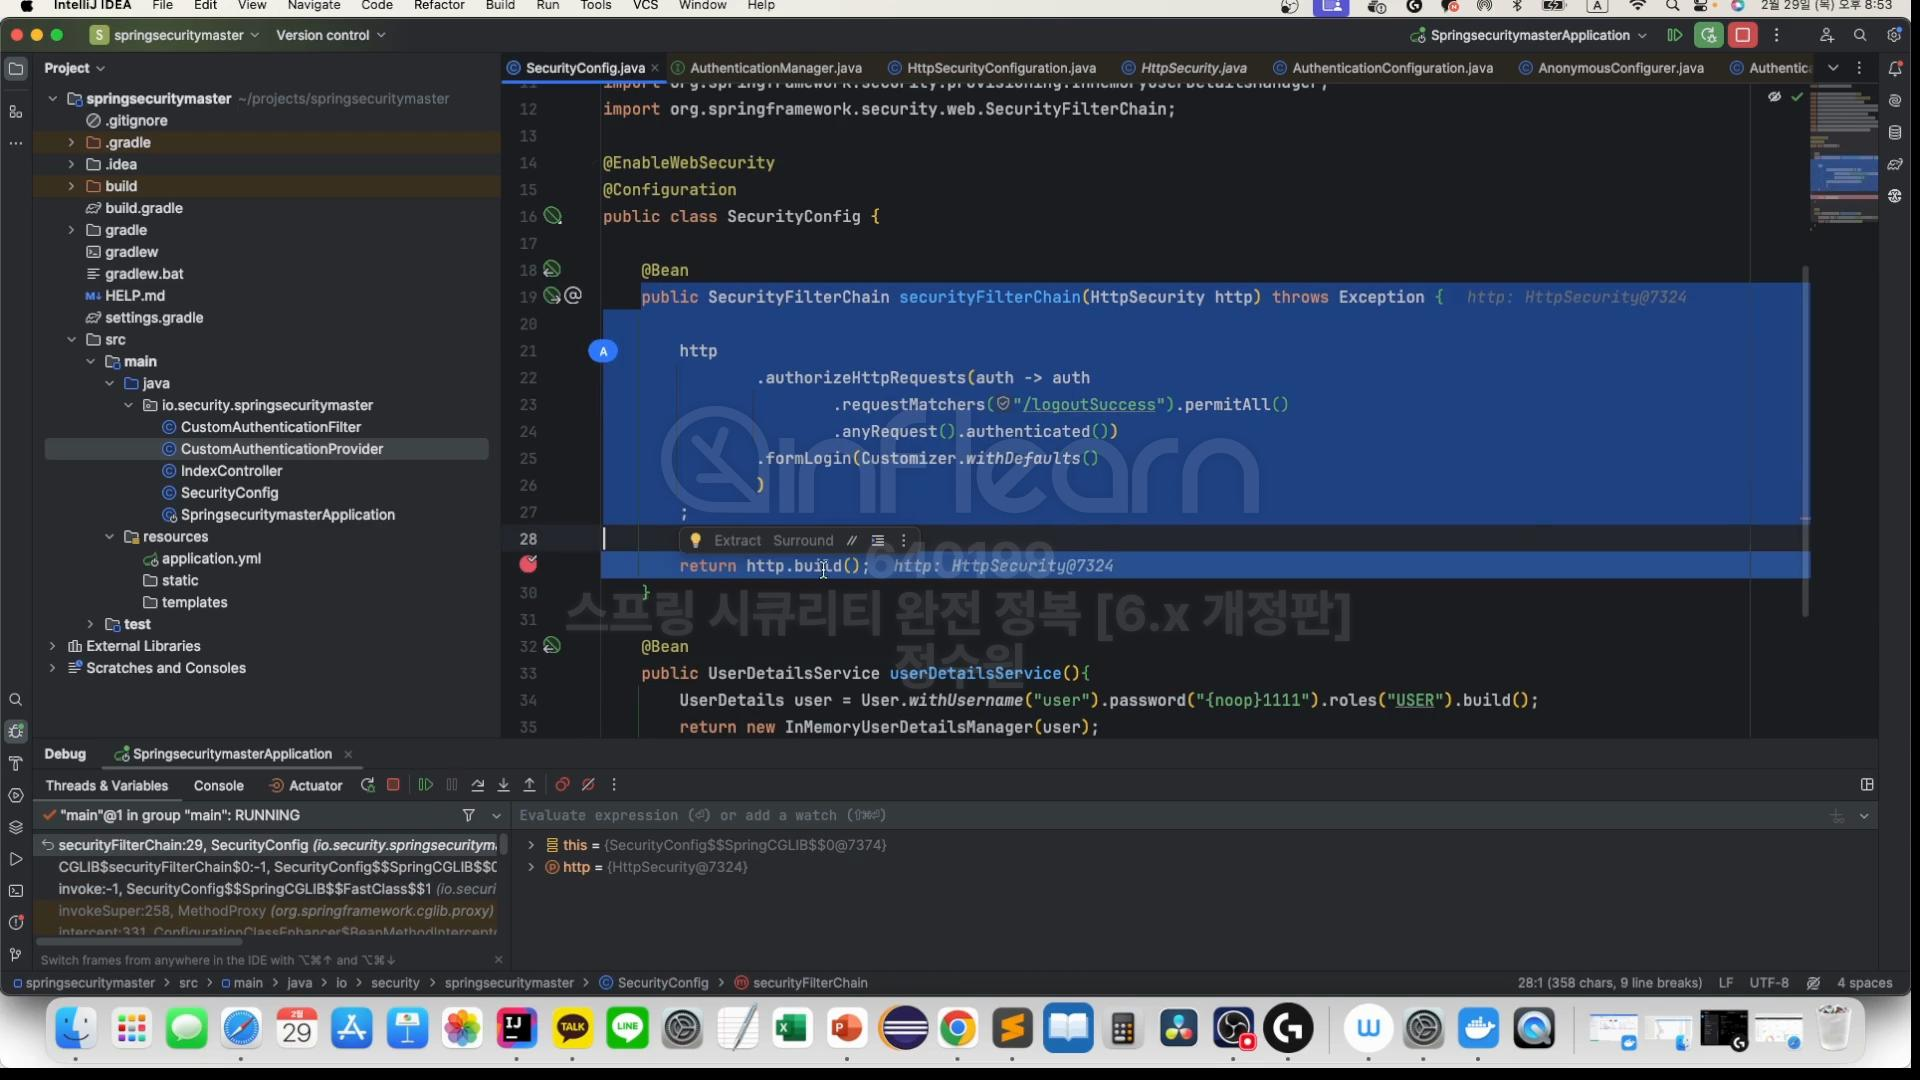 IntelliJ IDEA File Edit View Navigate Code Refactor Build Run Tools VCS Window Help A 2월 29일 (목) 오후 8:53
S springsecuritymaster Version control SpringsecuritymasterApplication
Project
SecurityConfig.java AuthenticationManager.java HttpSecurityConfiguration.java HttpSecurity.java AuthenticationConfiguration.java AnonymousConfigurer.java Authentic
springsecuritymaster ~/projects/springsecuritymaster
.gitignore
.gradle
.idea
build
build.gradle
gradle
gradlew
gradlew.bat
HELP.md
settings.gradle
src
main
java
io.security.springsecuritymaster
CustomAuthenticationFilter
CustomAuthenticationProvider
IndexController
SecurityConfig
SpringsecuritymasterApplication
resources
application.yml
static
templates
test
External Libraries
Scratches and Consoles
11 import org.springframework.security.provisioning.InMemoryUserDetailsManager;
12 import org.springframework.security.web.SecurityFilterChain;
13
14 @EnableWebSecurity
15 @Configuration
16 public class SecurityConfig {
17
18 @Bean
19 public SecurityFilterChain securityFilterChain(HttpSecurity http) throws Exception { http: HttpSecurity@7324
20
21 http
22 .authorizeHttpRequests(auth -> auth
23 .requestMatchers("/logoutSuccess").permitAll()
24 .anyRequest().authenticated())
25 .formLogin(Customizer.withDefaults()
26 )
27 ;
28
Extract Surround //
return http.build(); http: HttpSecurity@7324
30 }
31
32 @Bean
33 public UserDetailsService userDetailsService(){
34 UserDetails user = User.withUsername("user").password("{noop}1111").roles("USER").build();
35 return new InMemoryUserDetailsManager(user);
inflearn
640199
스프링 시큐리티 완전 정복 [6.x 개정판]
정수원
Debug SpringsecuritymasterApplication
Threads & Variables Console Actuator
"main"@1 in group "main": RUNNING
Evaluate expression (⏎) or add a watch (⇧⌘⏎)
securityFilterChain:29, SecurityConfig (io.security.springsecuritym
CGLIB$securityFilterChain$0:-1, SecurityConfig$$SpringCGLIB$$0
invoke:-1, SecurityConfig$$SpringCGLIB$$FastClass$$1 (io.securi
invokeSuper:258, MethodProxy (org.springframework.cglib.proxy)
intercept:331, ConfigurationClassEnhancer$BeanMethodIntercept
this = {SecurityConfig$$SpringCGLIB$$0@7374}
http = {HttpSecurity@7324}
Switch frames from anywhere in the IDE with ⌥⌘↑ and ⌥⌘↓
springsecuritymaster > src > main > java > io > security > springsecuritymaster > SecurityConfig > securityFilterChain 28:1 (358 chars, 9 line breaks) LF UTF-8 4 spaces
2월
29
IJ
TALK
LINE